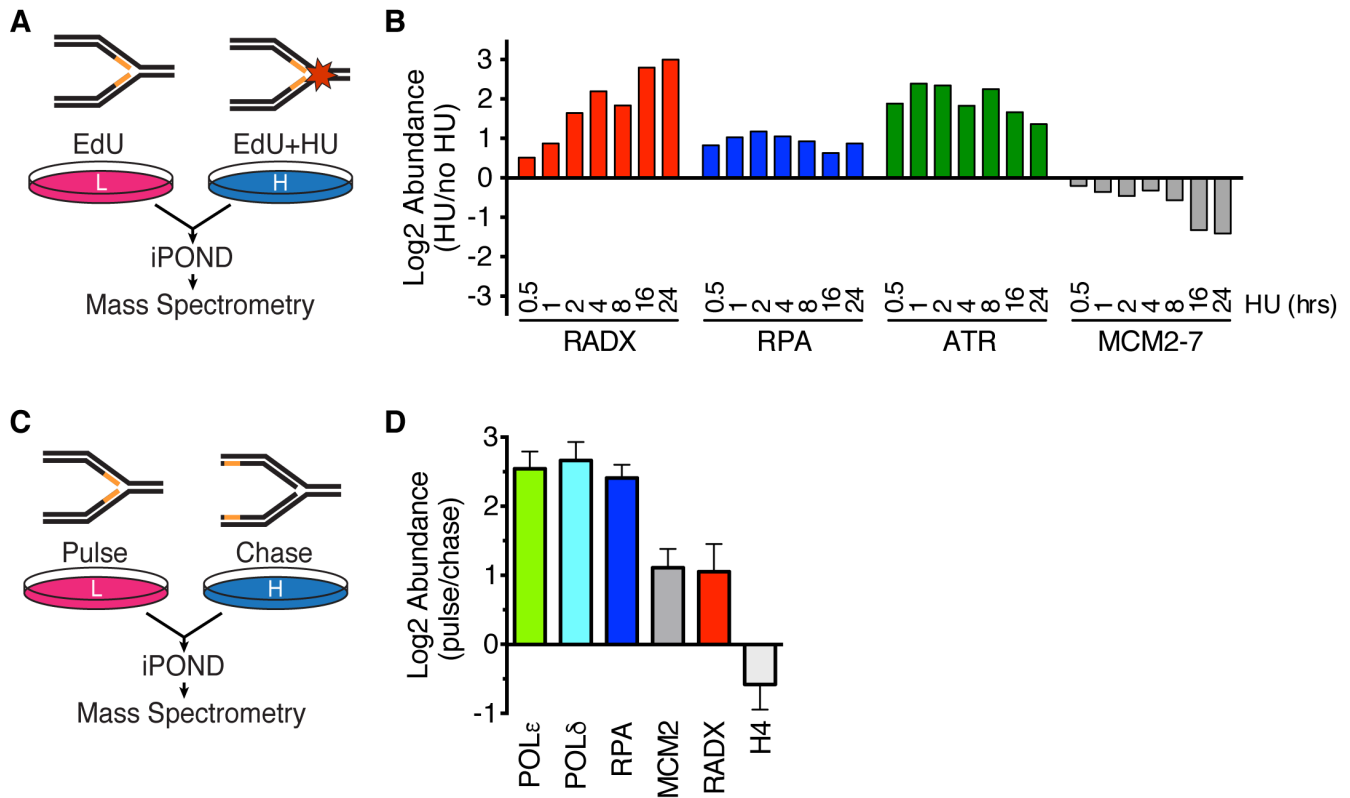 A
EdU
EdU+HU
L
H
iPOND
Mass Spectrometry
B
Log2 Abundance
(HU/no HU)
3
2
1
0
-1
-2
-3
0.5 1 2 4 8 16 24
0.5 1 2 4 8 16 24
0.5 1 2 4 8 16 24
0.5 1 2 4 8 16 24
HU (hrs)
RADX
RPA
ATR
MCM2-7
C
Pulse
Chase
L
H
iPOND
Mass Spectrometry
D
Log2 Abundance
(pulse/chase)
3
2
1
0
-1
POLε
POLδ
RPA
MCM2
RADX
H4